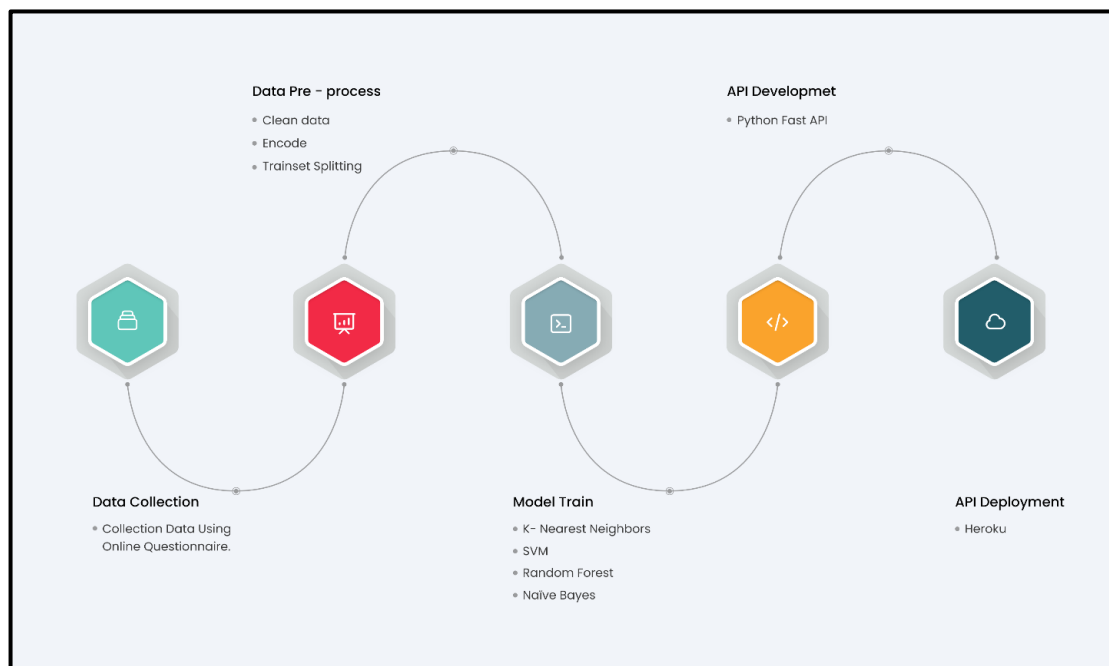 Data Pre - process
Clean data
Encode
Trainset Splitting
API Developmet
Python Fast API
Data Collection
Collection Data Using
Online Questionnaire.
Model Train
K- Nearest Neighbors
SVM
Random Forest
Naïve Bayes
API Deployment
Heroku